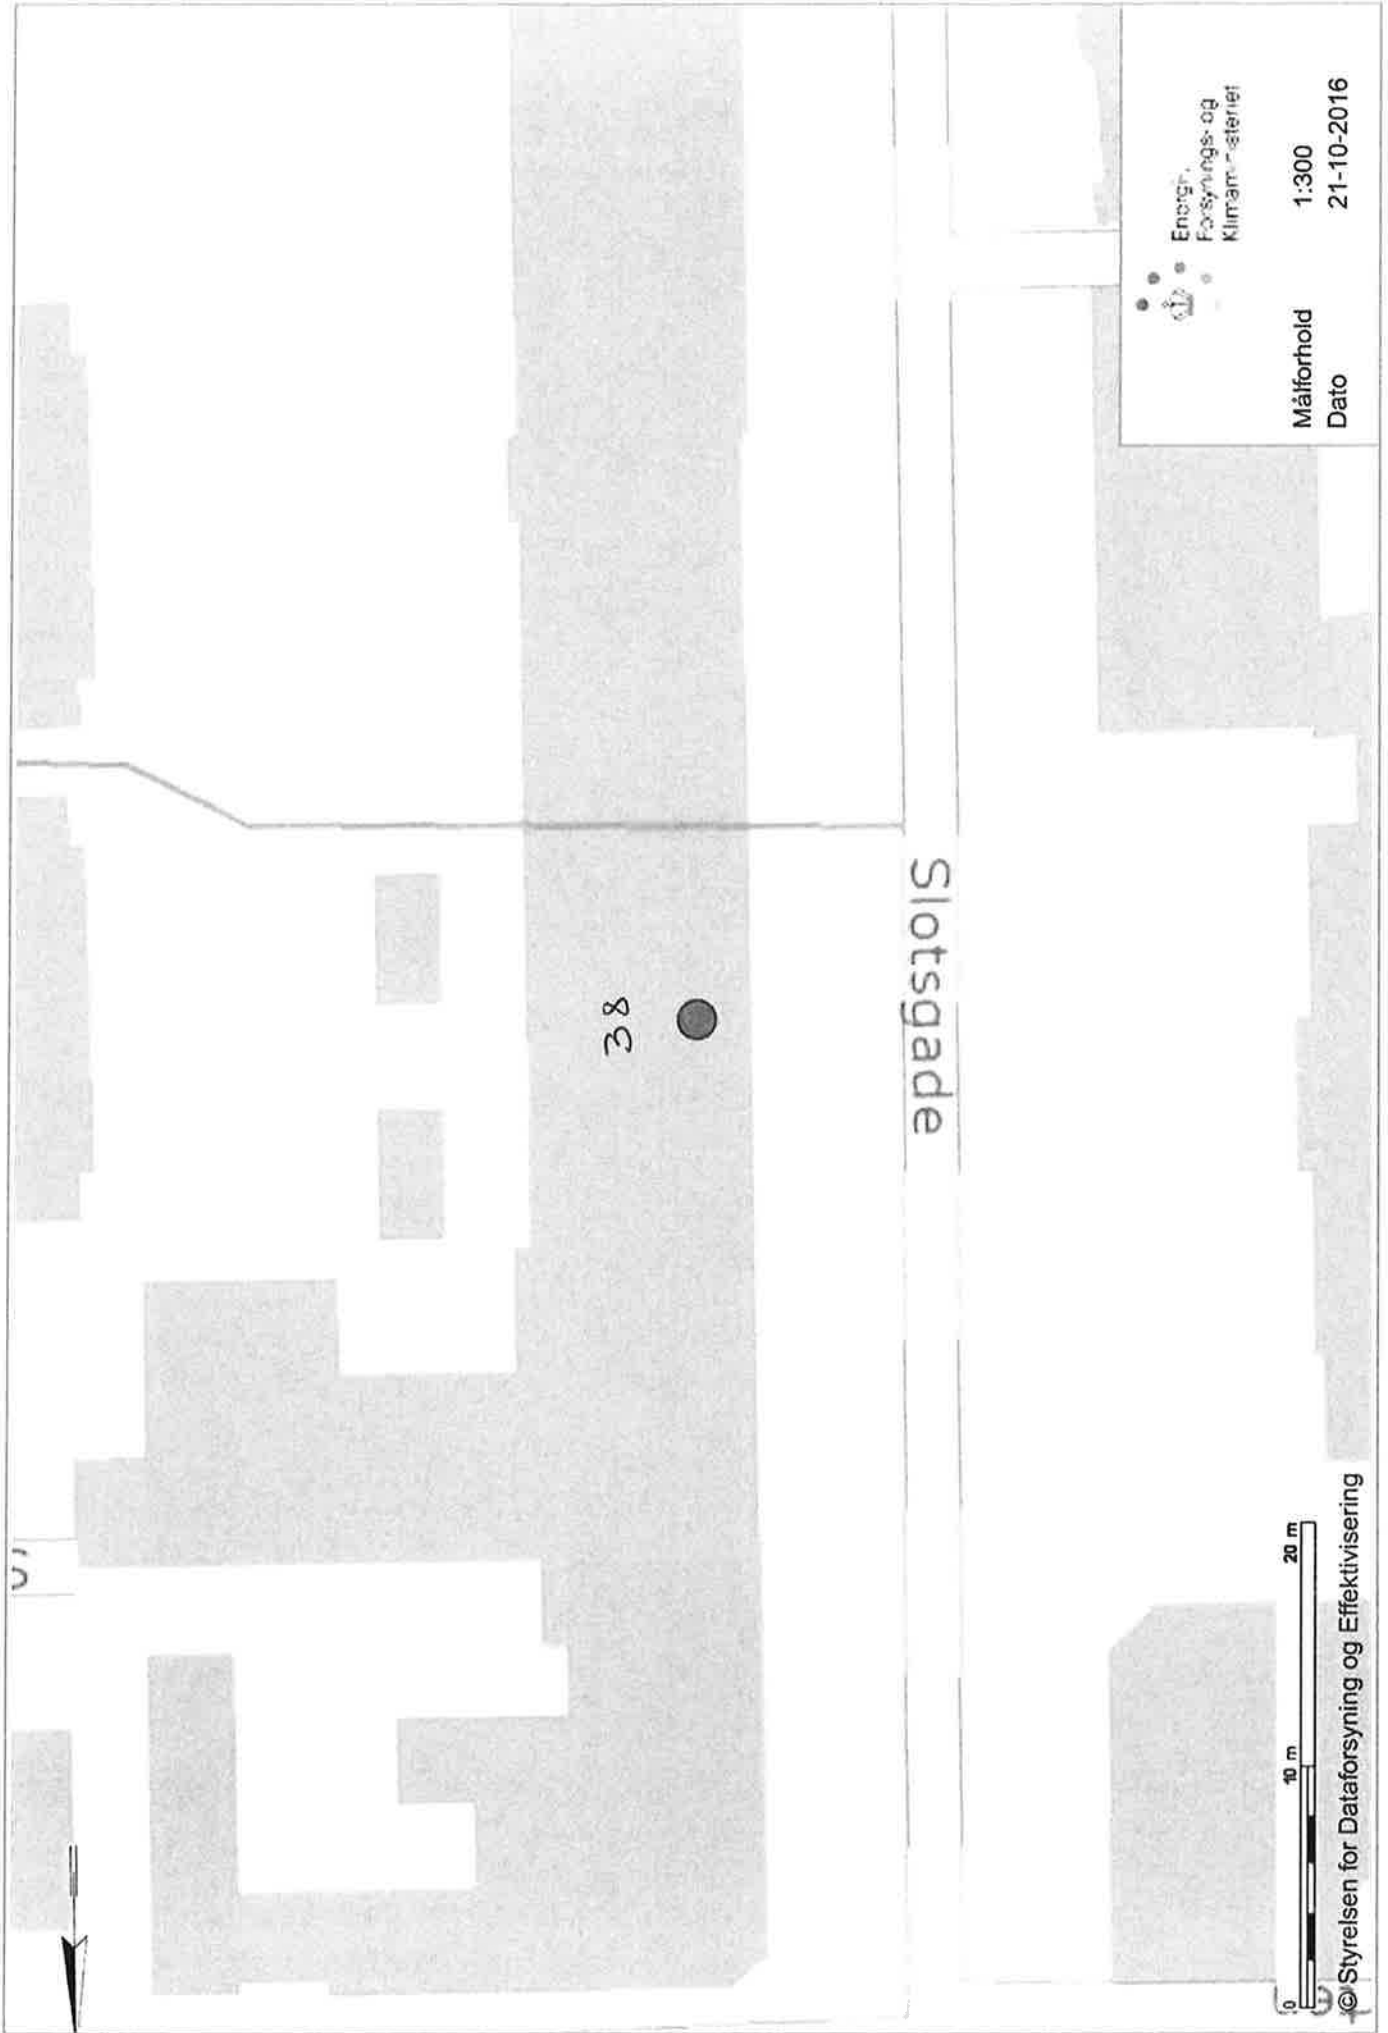 38
Slotsgade
Energi-,
Forsynings- og
Klimaministeriet
Målforhold 1:300
Dato 21-10-2016
0 10 m 20 m
© Styrelsen for Dataforsyning og Effektivisering